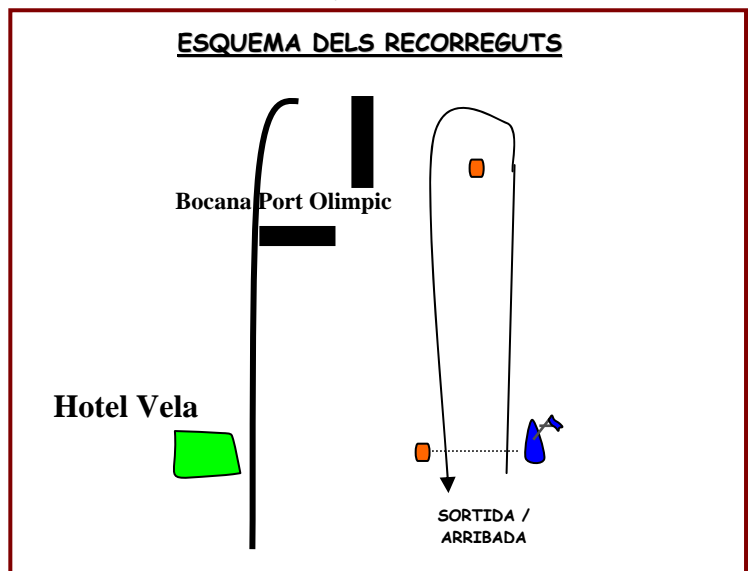 ESQUEMA DELS RECORREGUTS
Bocana Port Olimpic
Hotel Vela
SORTIDA /
ARRIBADA